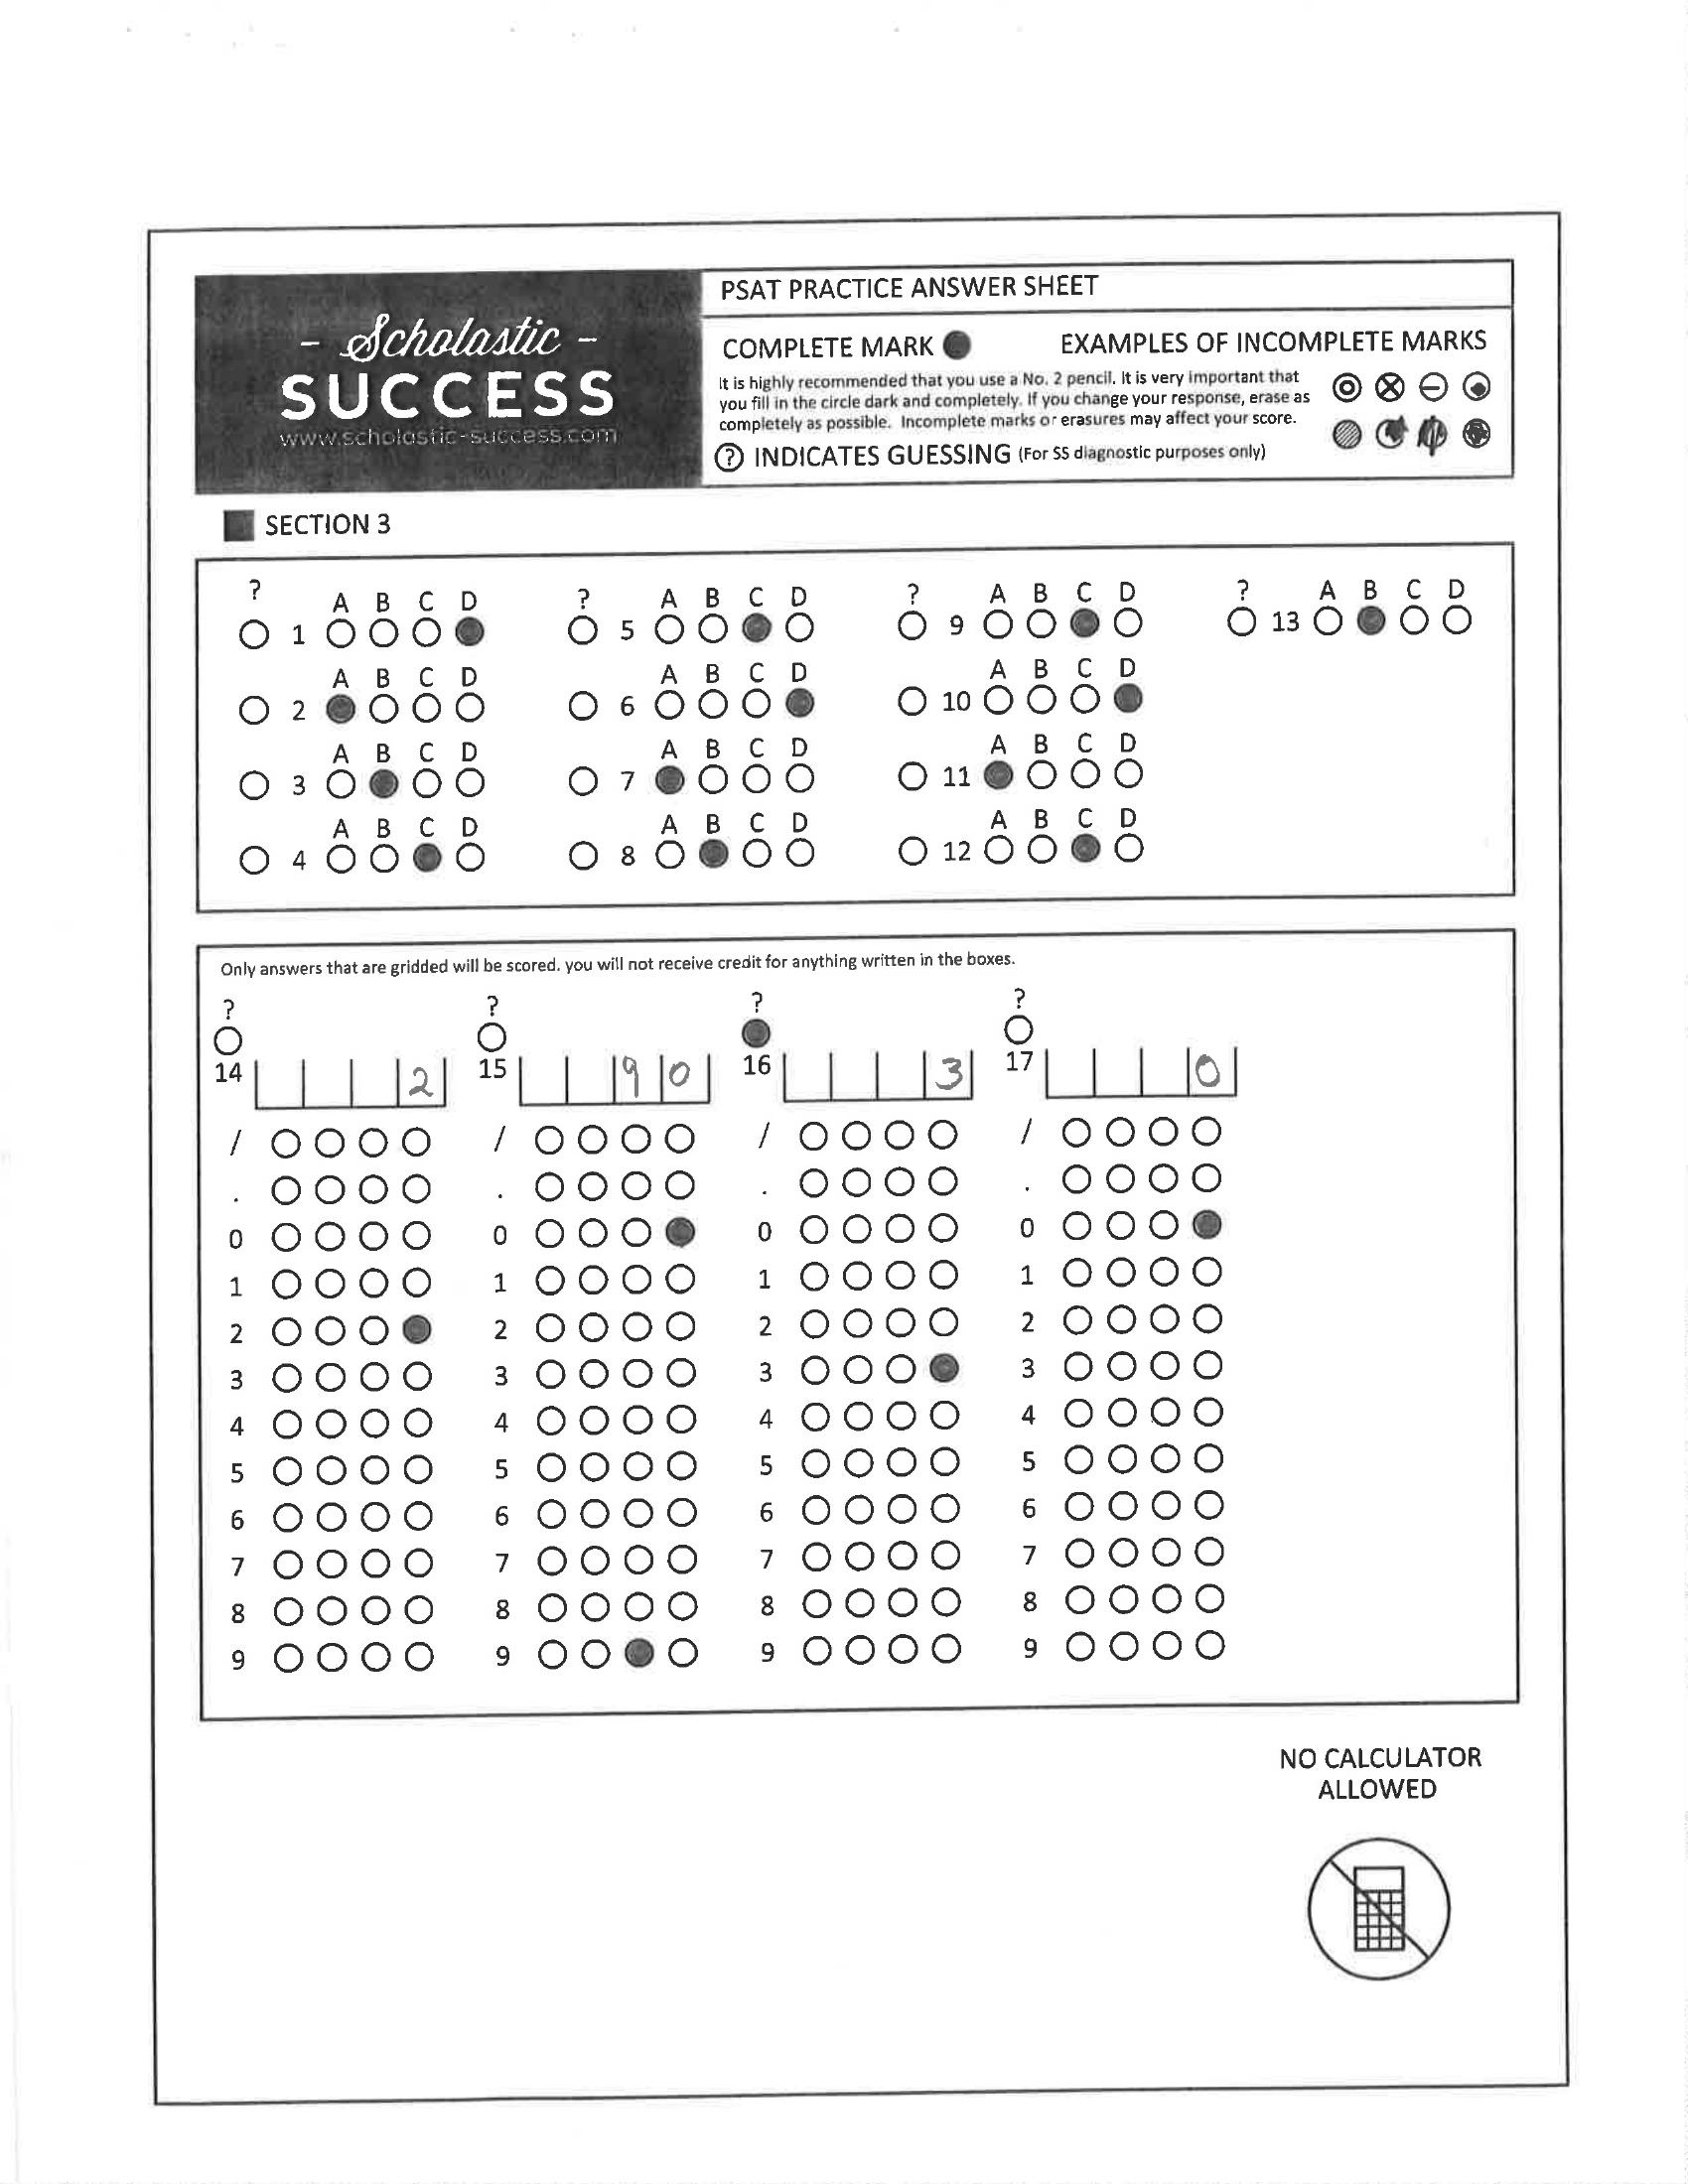 PSAT PRACTICE ANSWER SHEET
- Scholastic -
SUCCESS
www.scholastic-success.com
COMPLETE MARK
EXAMPLES OF INCOMPLETE MARKS
It is highly recommended that you use a No. 2 pencil. It is very important that
you fill in the circle dark and completely. If you change your response, erase as
completely as possible. Incomplete marks or erasures may affect your score.
? INDICATES GUESSING (For SS diagnostic purposes only)
SECTION 3
? A B C D ? A B C D ? A B C D ? A B C D
1 5 9 13
A B C D A B C D A B C D
2 6 10
A B C D A B C D A B C D
3 7 11
A B C D A B C D A B C D
4 8 12
Only answers that are gridded will be scored. you will not receive credit for anything written in the boxes.
? ? ? ?
14 2 15 9 0 16 3 17 0
/ / / /
. . . .
0 0 0 0
1 1 1 1
2 2 2 2
3 3 3 3
4 4 4 4
5 5 5 5
6 6 6 6
7 7 7 7
8 8 8 8
9 9 9 9
NO CALCULATOR
ALLOWED